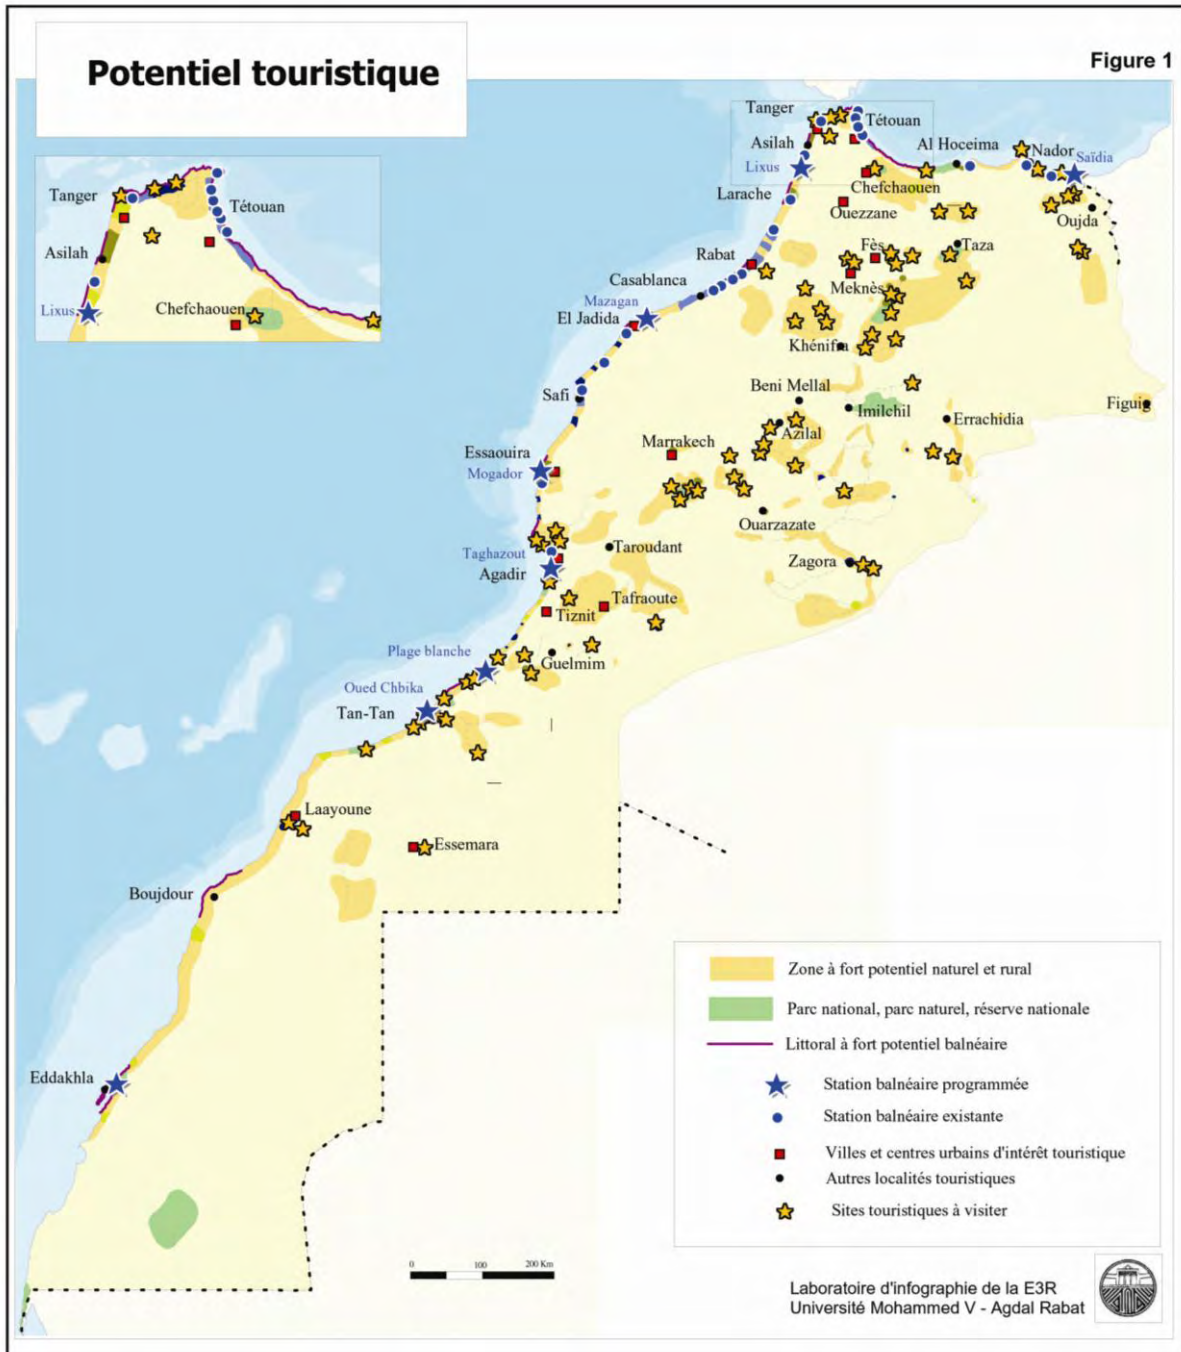 Potentiel touristique
Figure 1
Tanger
Tétouan
Asilah
Lixus
Chefchaouen
Tanger
Tétouan
Asilah
Al Hoceima
Nador
Saïdia
Lixus
Chefchaouen
Larache
Ouezzane
Oujda
Rabat
Fès
Taza
Casablanca
Meknès
Mazagan
El Jadida
Khénifra
Beni Mellal
Safi
Imilchil
Figuig
Azilal
Errachidia
Marrakech
Essaouira
Mogador
Ouarzazate
Taghazout
Taroudant
Agadir
Zagora
Tafraoute
Tiznit
Plage blanche
Guelmim
Oued Chbika
Tan-Tan
Laayoune
Essemara
Boujdour
Eddakhla
Zone à fort potentiel naturel et rural
Parc national, parc naturel, réserve nationale
Littoral à fort potentiel balnéaire
Station balnéaire programmée
Station balnéaire existante
Villes et centres urbains d'intérêt touristique
Autres localités touristiques
Sites touristiques à visiter
0 100 200 Km
Laboratoire d'infographie de la E3R
Université Mohammed V - Agdal Rabat